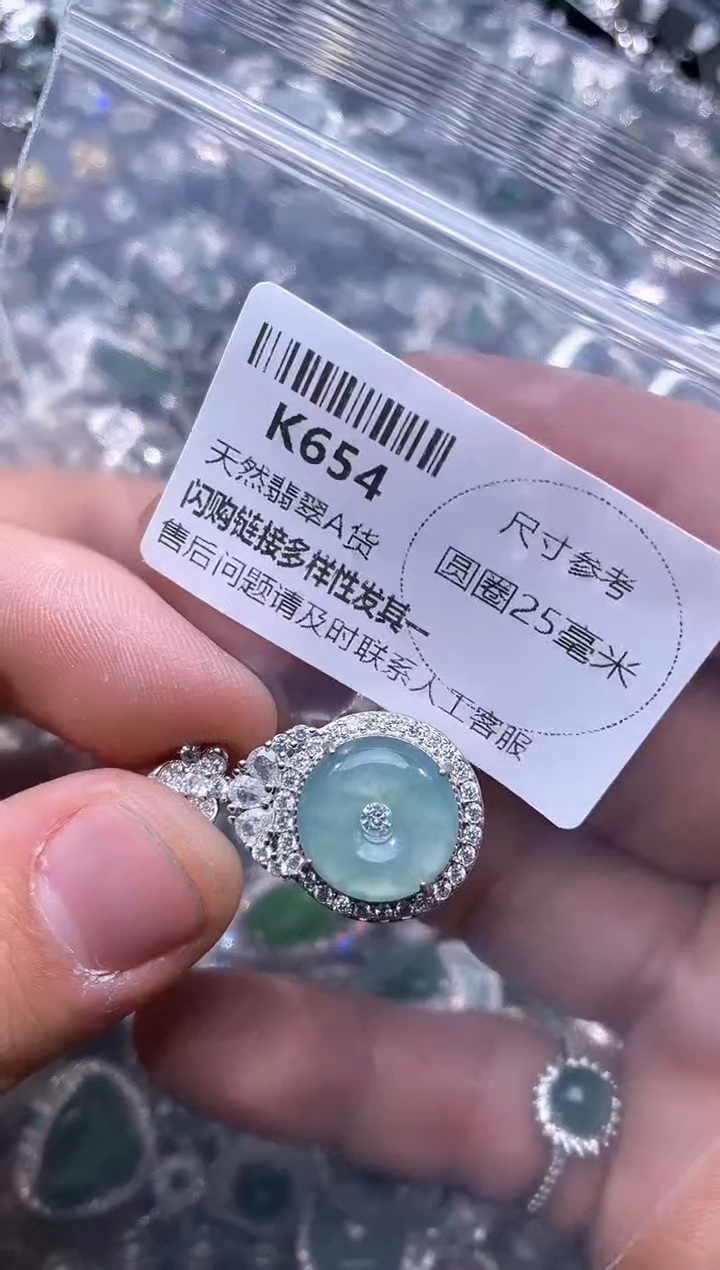 K654
天然翡翠A货
闪购链接多样性发其一
售后问题请及时联系人工客服
尺寸参考
圆圈25毫米